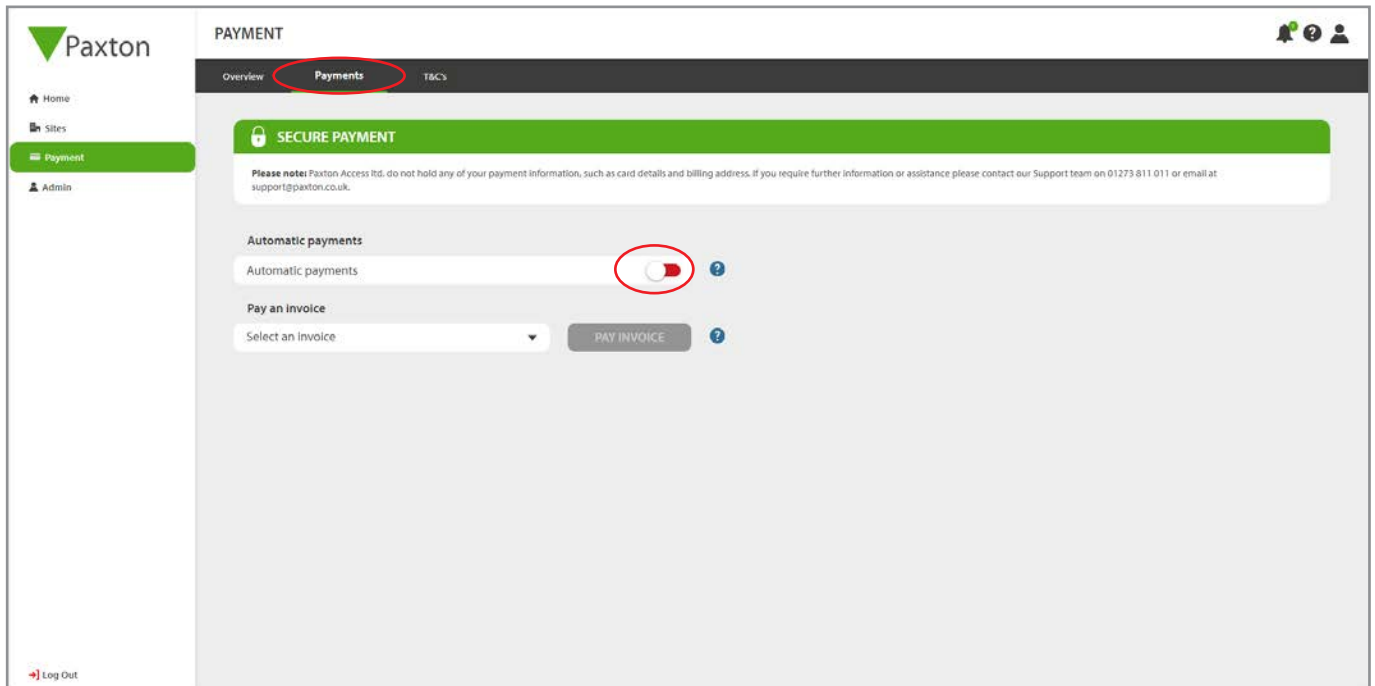 Paxton
PAYMENT
Overview Payments T&C's
Home
Sites
Payment
Admin
SECURE PAYMENT
Please note: Paxton Access ltd. do not hold any of your payment information, such as card details and billing address. If you require further information or assistance please contact our Support team on 01273 811 011 or email at
support@paxton.co.uk.
Automatic payments
Automatic payments
?
Pay an invoice
Select an invoice PAY INVOICE ?
Log Out